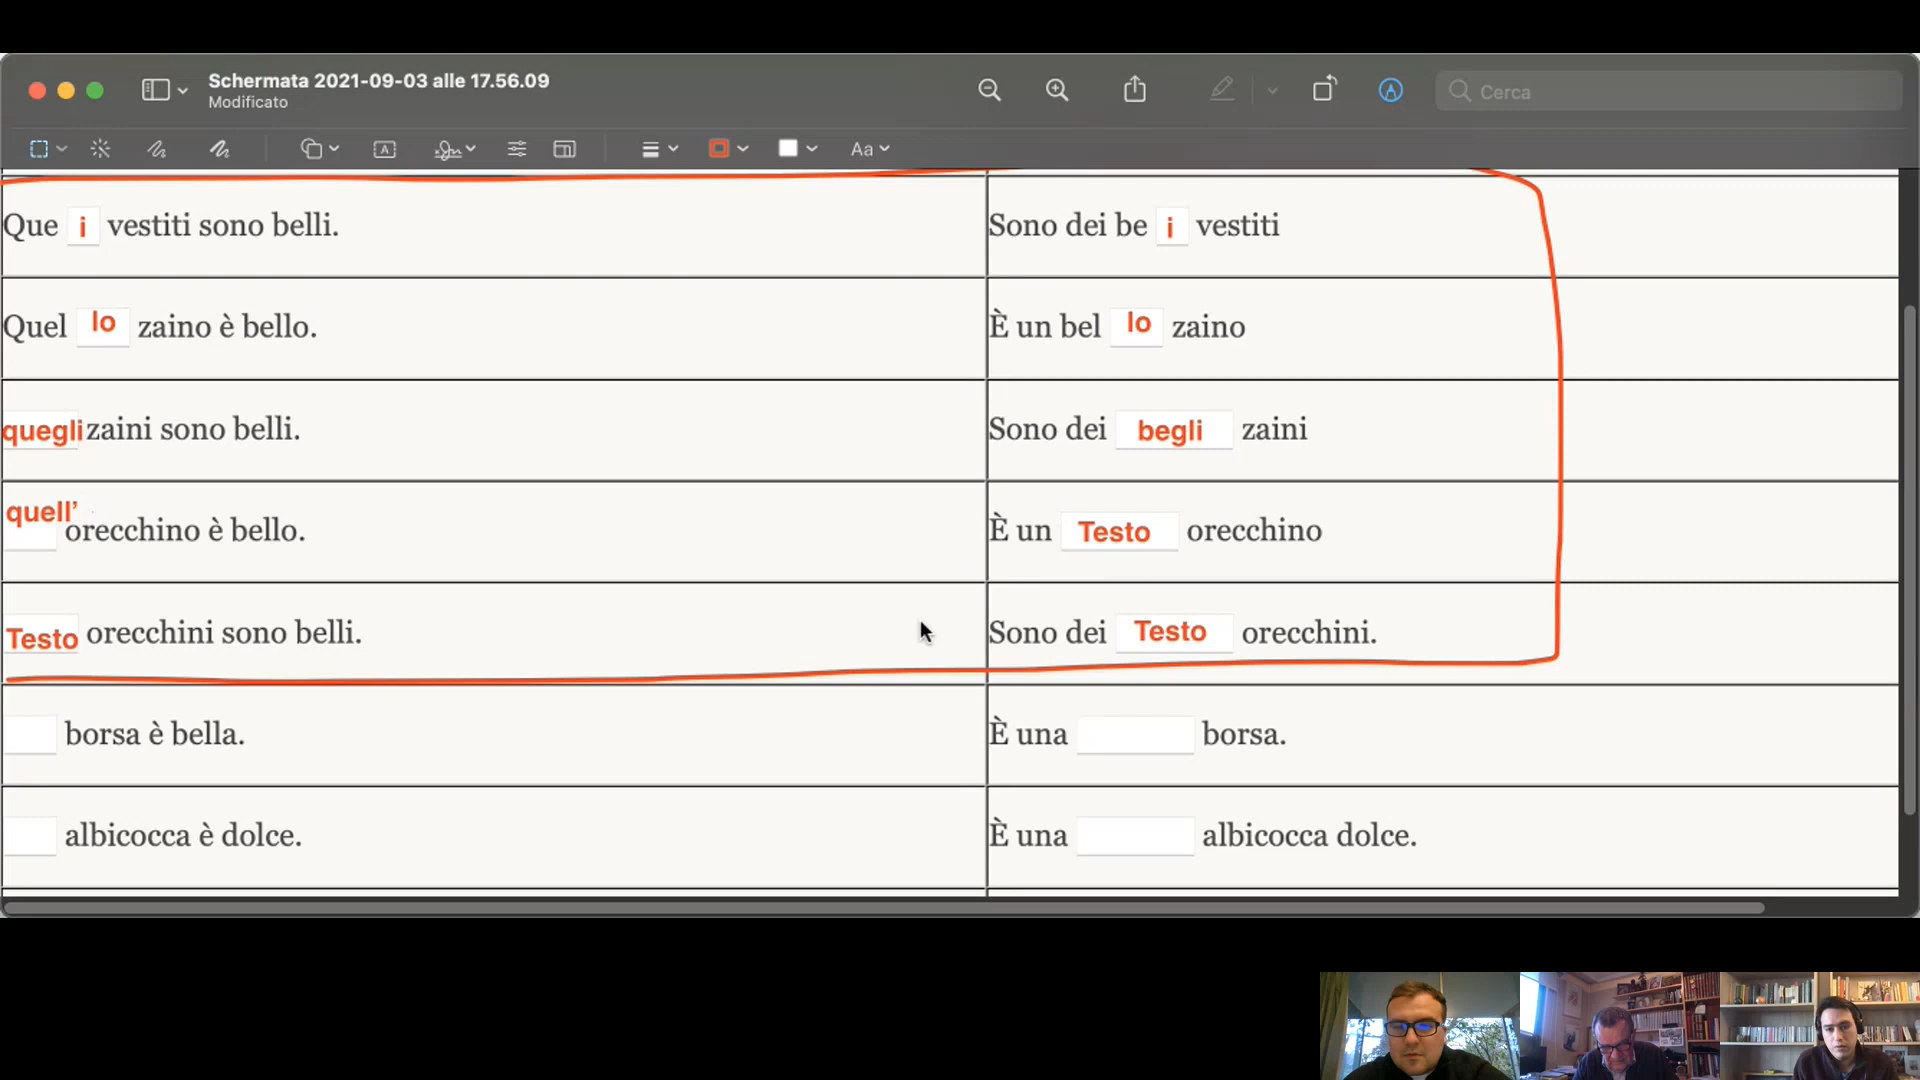 Schermata 2021-09-03 alle 17.56.09
Modificato
Cerca
A
Aa
Que i vestiti sono belli.
Sono dei be i vestiti
Quel lo zaino è bello.
È un bel lo zaino
quegli zaini sono belli.
Sono dei begli zaini
quell' orecchino è bello.
È un Testo orecchino
Testo orecchini sono belli.
Sono dei Testo orecchini.
borsa è bella.
È una borsa.
albicocca è dolce.
È una albicocca dolce.